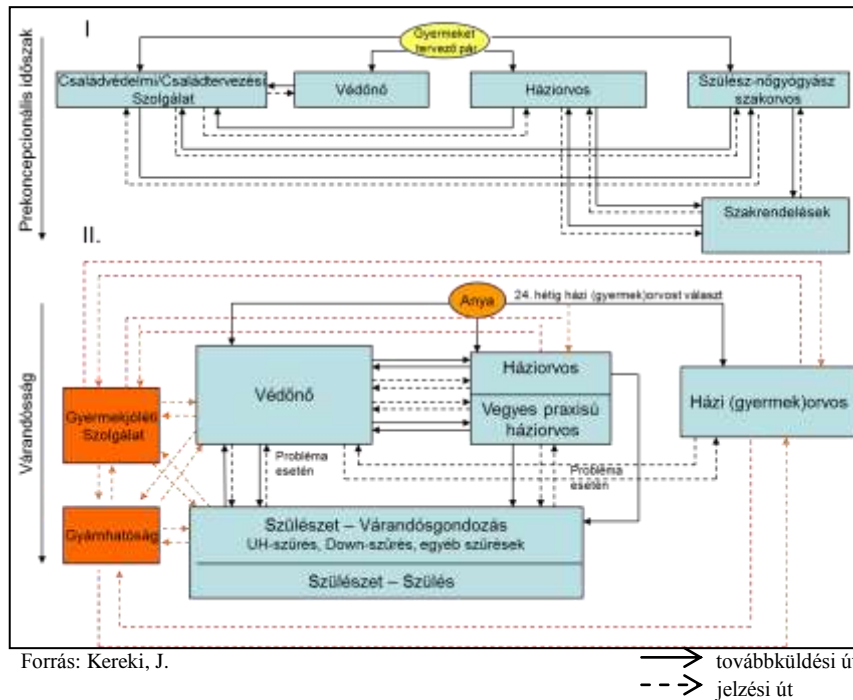 I
Gyermeket
tervező pár
Családvédelmi/Családtervezési
Szolgálat
Védőnő
Háziorvos
Szülész-nőgyógyász
szakorvos
Prekoncepcionális időszak
Szakrendelések
II.
Anya
24. hétig házi (gyermek)orvost választ
Védőnő
Háziorvos
Vegyes praxisú
háziorvos
Házi (gyermek)orvos
Gyermekjóléti
Szolgálat
Várandósság
Probléma
esetén
Probléma
esetén
Gyámhatóság
Szülészet – Várandósgondozás
UH-szűrés, Down-szűrés, egyéb szűrések
Szülészet – Szülés
Forrás: Kereki, J.
továbbküldési út
jelzési út